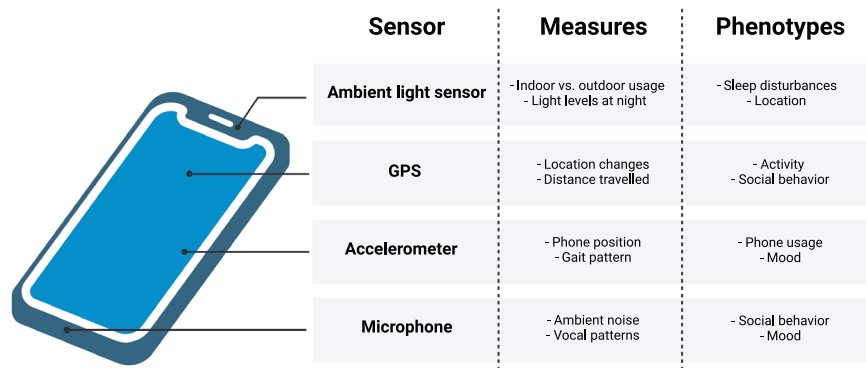 Sensor Measures Phenotypes
Ambient light sensor
- Indoor vs. outdoor usage
- Light levels at night
- Sleep disturbances
- Location
GPS
- Location changes
- Distance travelled
- Activity
- Social behavior
Accelerometer
- Phone position
- Gait pattern
- Phone usage
- Mood
Microphone
- Ambient noise
- Vocal patterns
- Social behavior
- Mood